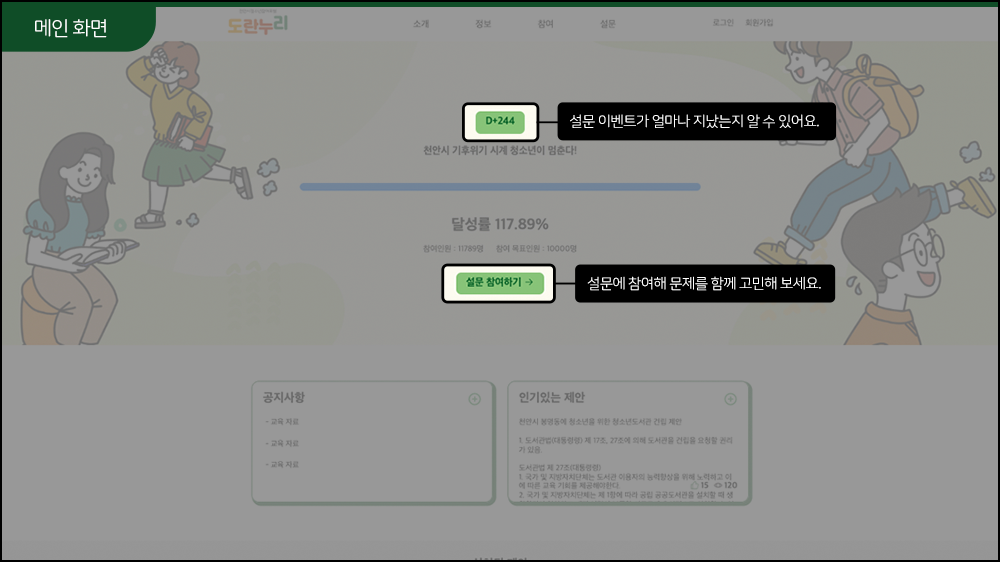 메인 화면
도란누리
소개
정보
참여
설문
로그인
회원가입
D+244
설문 이벤트가 얼마나 지났는지 알 수 있어요.
천안시 기후위기 시계 청소년이 멈춘다!
달성률 117.89%
참여인원 : 11789명
참여 목표인원 : 10000명
설문 참여하기 →
설문에 참여해 문제를 함께 고민해 보세요.
공지사항
- 교육 자료
- 교육 자료
- 교육 자료
인기있는 제안
천안시 불당동에 청소년을 위한 청소년도서관 건립 제안
1. 도서관법(대통령령) 제 17조, 27조에 의해 도서관을 건립을 요청할 권리
가 있음.
도서관법 제 27조(대통령령)
1. 국가 및 지방자치단체는 도서관 이용자의 능력향상을 위해 노력하고 이
에 따른 교육 기회를 제공해야한다.
15
120
2. 국가 및 지방자치단체는 제 1항에 따라 공립 공공도서관을 설치할 때 생